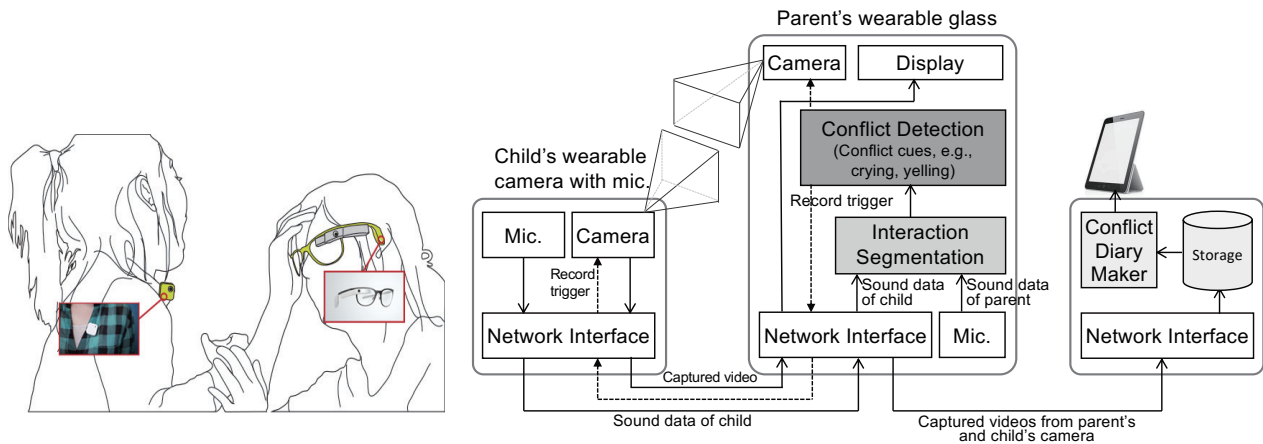 Parent's wearable glass
Camera
Display
Conflict Detection
(Conflict cues, e.g.,
crying, yelling)
Child's wearable
camera with mic.
Record trigger
Mic.
Camera
Interaction
Segmentation
Conflict
Diary
Maker
Storage
Record
trigger
Sound data
of child
Sound data
of parent
Network Interface
Network Interface
Mic.
Network Interface
Captured video
Sound data of child
Captured videos from parent's
and child's camera